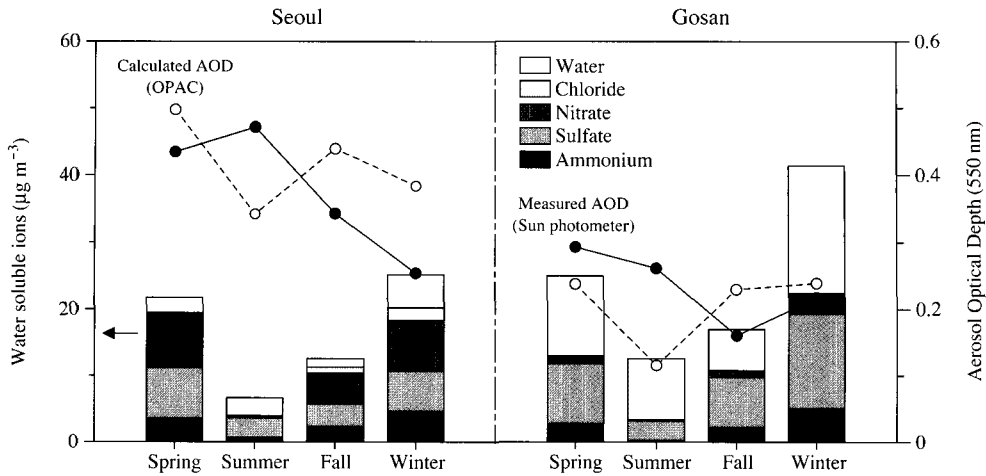 Seoul
Gosan
60
40
20
0
Water soluble ions (μg m⁻³)
Calculated AOD
(OPAC)
Water
Chloride
Nitrate
Sulfate
Ammonium
Measured AOD
(Sun photometer)
0.6
0.4
0.2
0
Aerosol Optical Depth (550 nm)
Spring Summer Fall Winter
Spring Summer Fall Winter